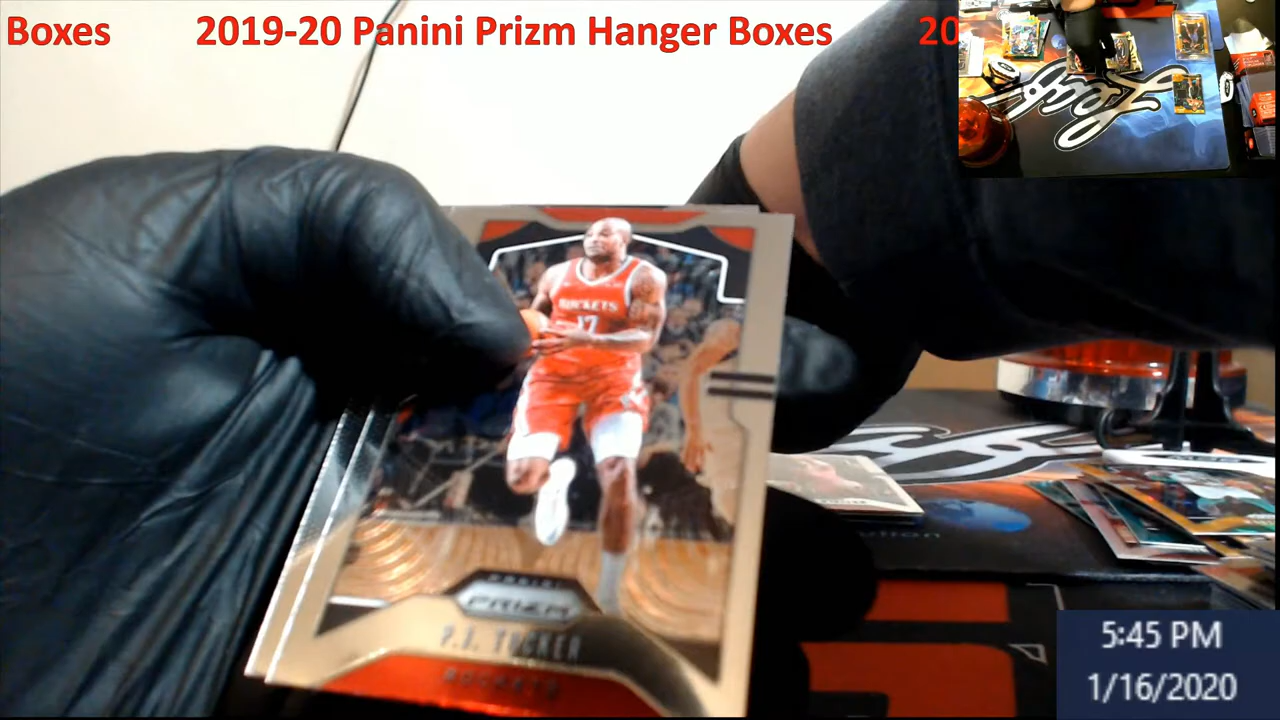 Boxes 2019-20 Panini Prizm Hanger Boxes 20
ROCKETS
17
PANINI
PRIZM
P.J. TUCKER
ROCKETS
5:45 PM
1/16/2020